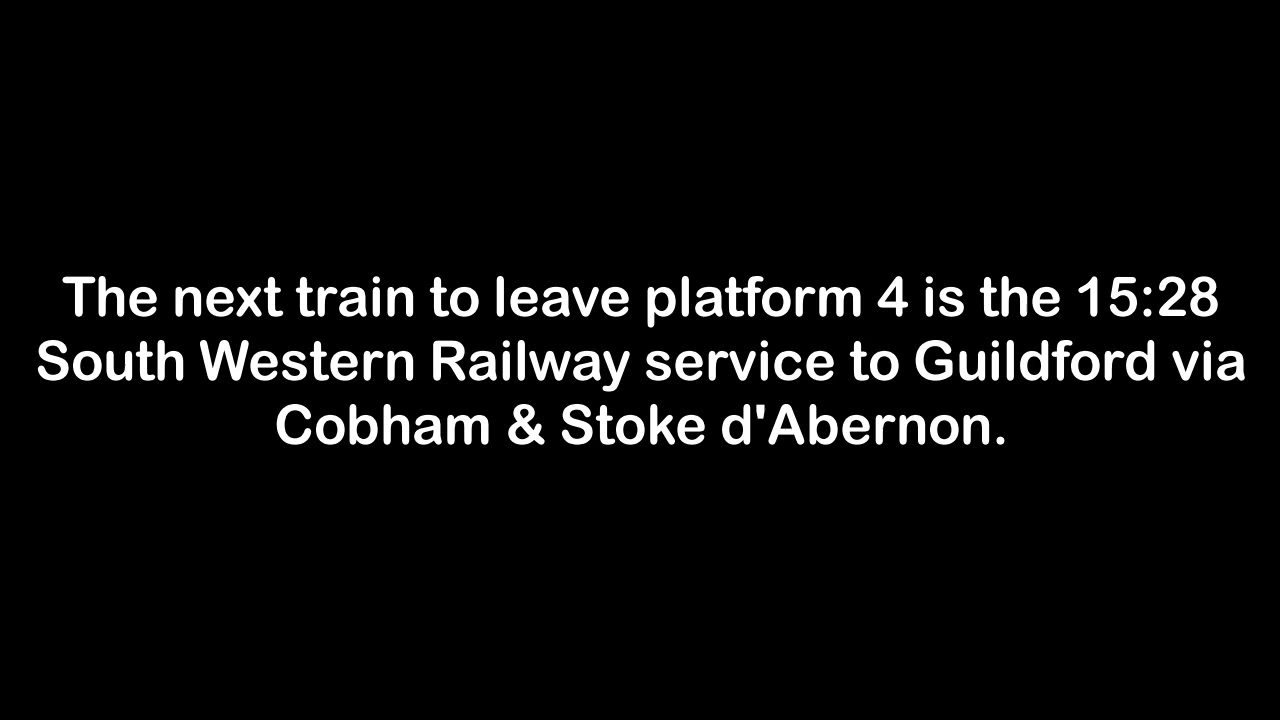 The next train to leave platform 4 is the 15:28
South Western Railway service to Guildford via
Cobham & Stoke d'Abernon.